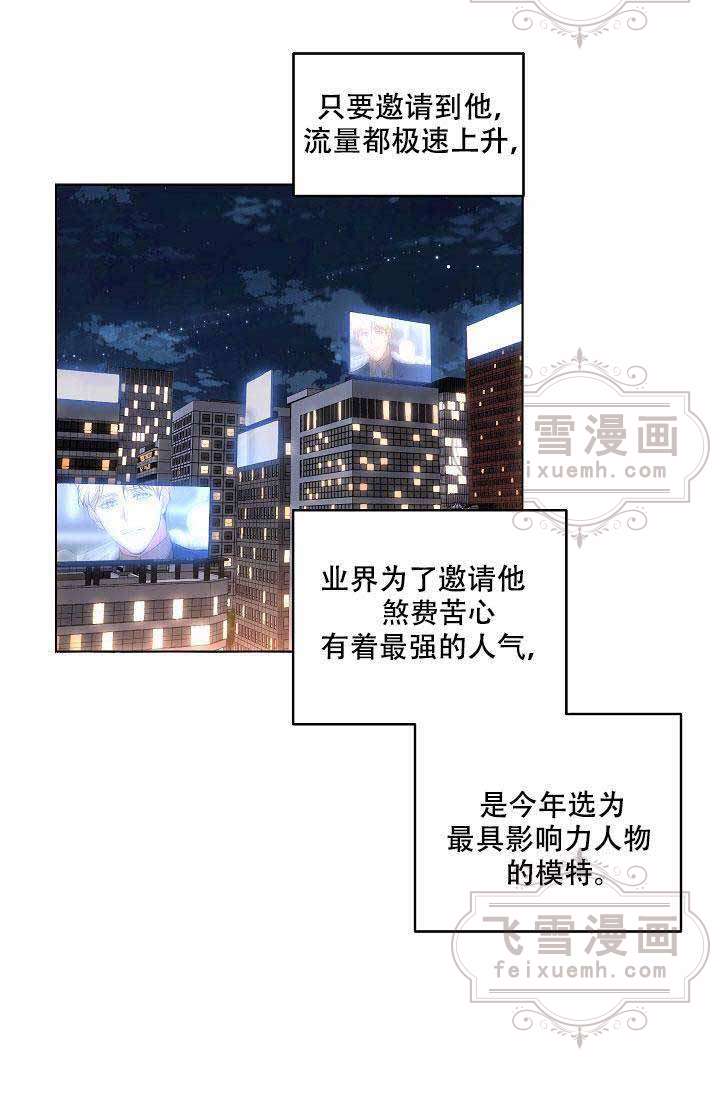 只要邀请到他,
流量都极速上升,
雪漫画
eixuemh.com
业界为了邀请他
煞费苦心
有着最强的人气,
是今年选为
最具影响力人物
的模特。
飞雪漫画
feixuemh.com